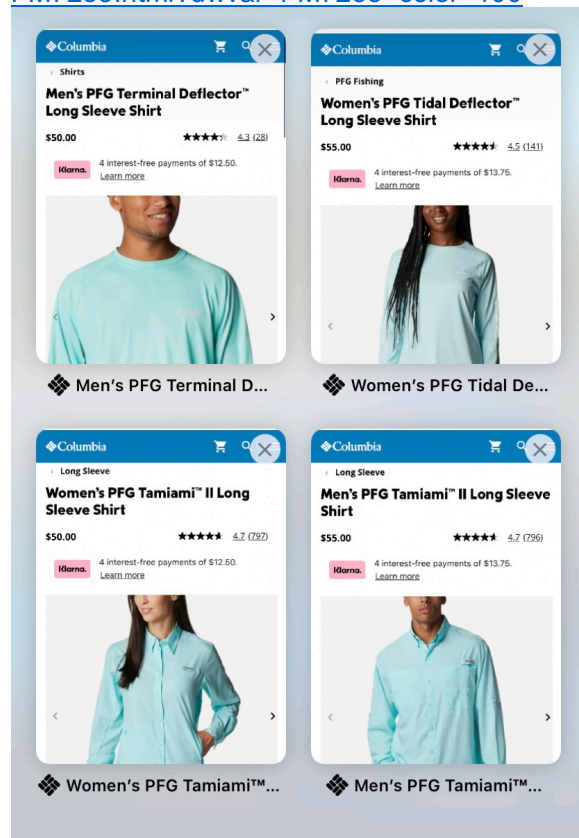 Columbia
‹ Shirts
Men's PFG Terminal Deflector™
Long Sleeve Shirt
$50.00 4.3 (28)
Klarna. 4 interest-free payments of $12.50.
Learn more
Men's PFG Terminal D...
Columbia
‹ PFG Fishing
Women's PFG Tidal Deflector™
Long Sleeve Shirt
$55.00 4.5 (141)
Klarna. 4 interest-free payments of $13.75.
Learn more
Women's PFG Tidal De...
Columbia
‹ Long Sleeve
Women's PFG Tamiami™ II Long
Sleeve Shirt
$50.00 4.7 (797)
Klarna. 4 interest-free payments of $12.50.
Learn more
Women's PFG Tamiami™...
Columbia
‹ Long Sleeve
Men's PFG Tamiami™ II Long Sleeve
Shirt
$55.00 4.7 (796)
Klarna. 4 interest-free payments of $13.75.
Learn more
Men's PFG Tamiami™...